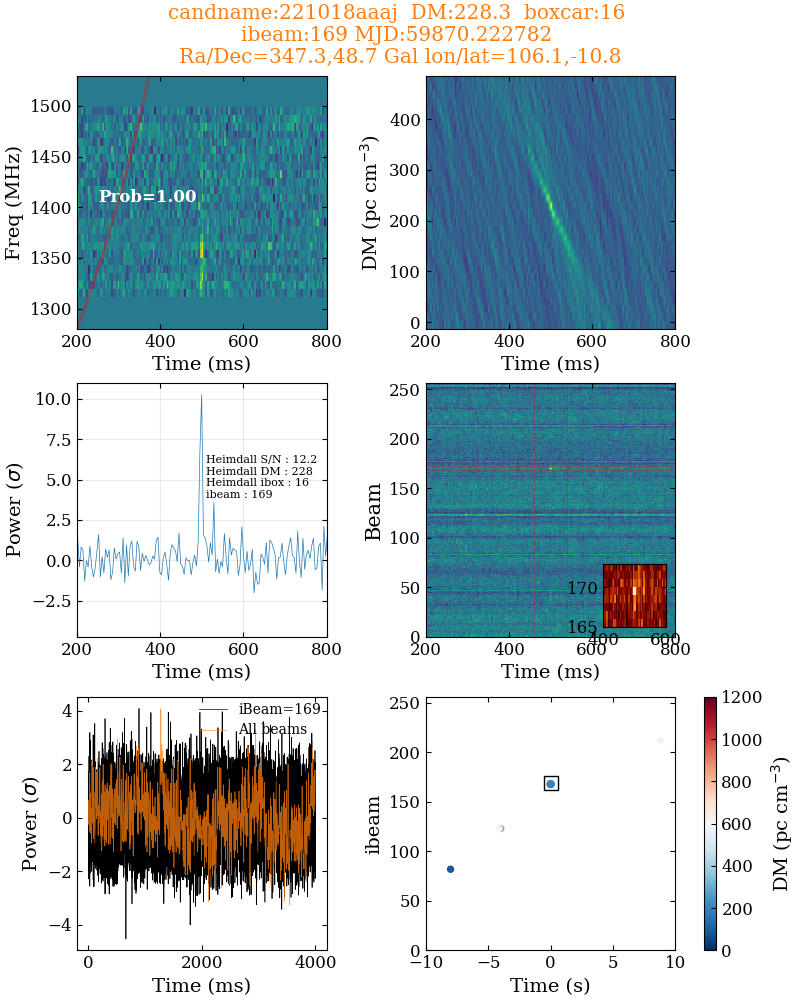 candname:221018aaaj DM:228.3 boxcar:16
ibeam:169 MJD:59870.222782
Ra/Dec=347.3,48.7 Gal lon/lat=106.1,-10.8
Freq (MHz)
1500
1450
1400
1350
1300
Prob=1.00
200 400 600 800
Time (ms)
DM (pc cm⁻³)
400
300
200
100
0
200 400 600 800
Time (ms)
Power (σ)
10.0
7.5
5.0
2.5
0.0
−2.5
Heimdall S/N : 12.2
Heimdall DM : 228
Heimdall ibox : 16
ibeam : 169
200 400 600 800
Time (ms)
Beam
250
200
150
100
50
0
170
165
400 600
200 400 600 800
Time (ms)
Power (σ)
4
2
0
−2
−4
iBeam=169
All beams
0 2000 4000
Time (ms)
ibeam
250
200
150
100
50
0
−10 −5 0 5 10
Time (s)
1200
1000
800
600
400
200
0
DM (pc cm⁻³)